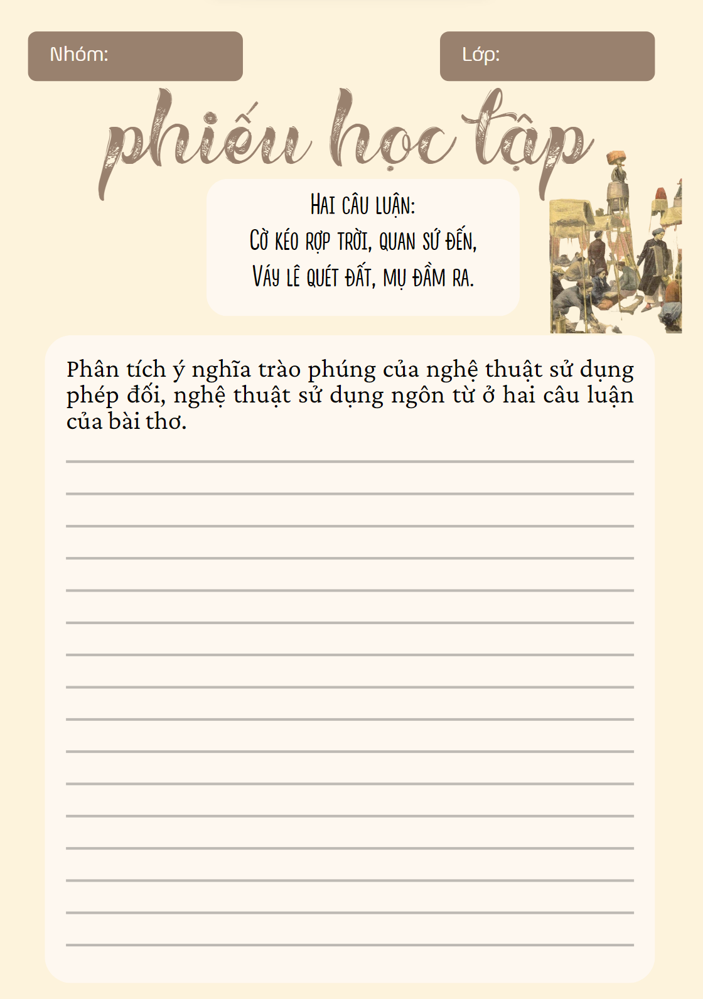 Nhóm:
Lớp:
phiếu học tập
HAI CÂU LUẬN:
CỜ KÉO RỢP TRỜI, QUAN SỨ ĐẾN,
VÁY LÊ QUÉT ĐẤT, MỤ ĐẦM RA.
Phân tích ý nghĩa trào phúng của nghệ thuật sử dụng
phép đối, nghệ thuật sử dụng ngôn từ ở hai câu luận
của bài thơ.